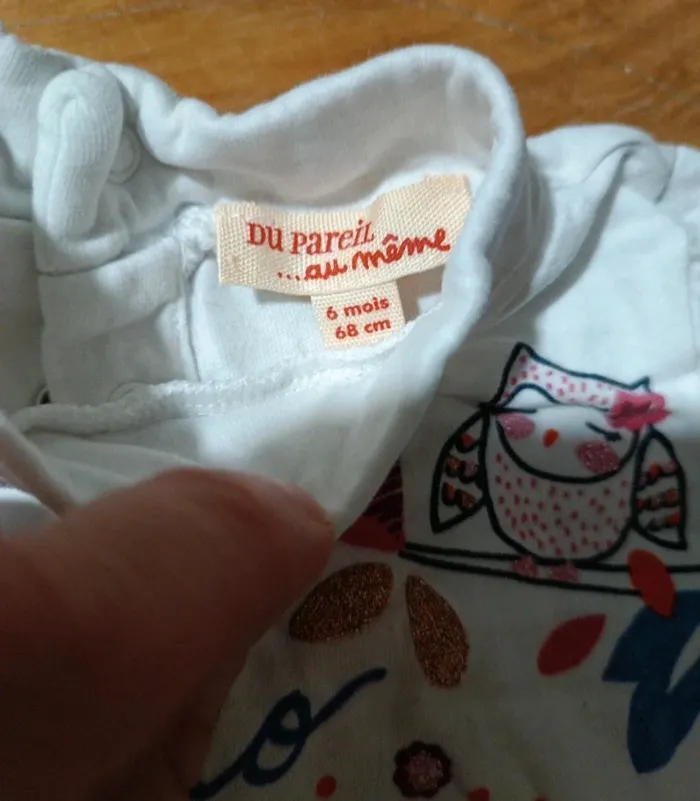 DU PAREIL
...au même
6 mois
68 cm